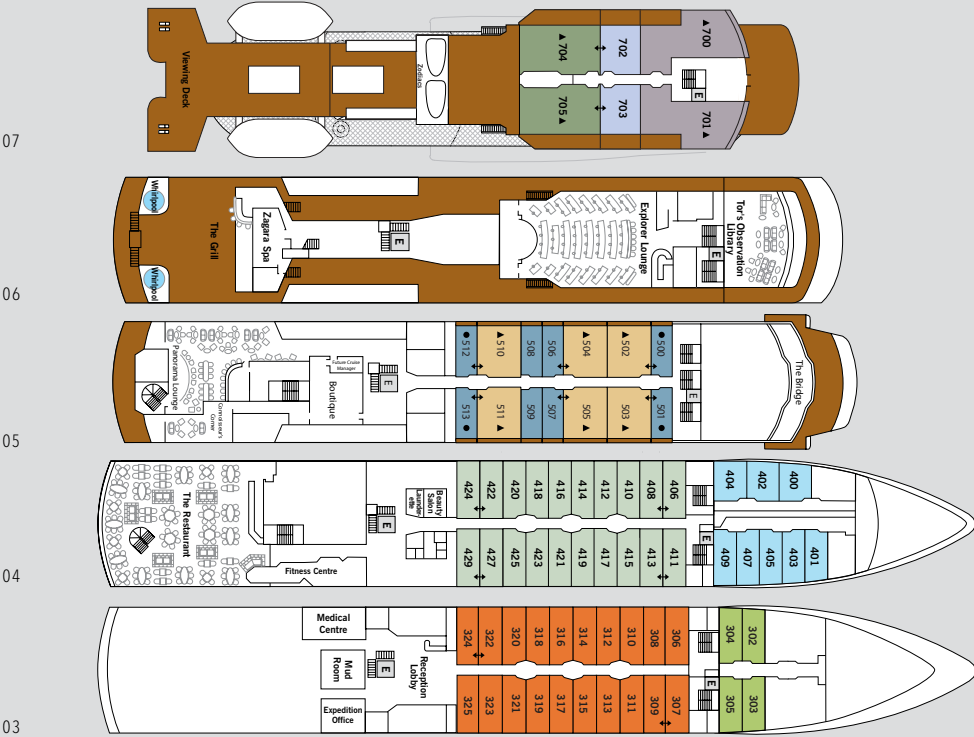 07
Viewing Deck
Zodiacs
704
702
700
705
703
701
E
06
Whirlpool
Whirlpool
The Grill
Zagara Spa
E
Explorer Lounge
E
Tor's Observation
Library
05
Panorama Lounge
Connoisseur's
Corner
Future Cruise
Manager
Boutique
E
512
510
508
506
504
502
500
513
511
509
507
505
503
501
E
The Bridge
04
The Restaurant
Fitness Centre
E
Beauty
Salon
Launder
ette
424
422
420
418
416
414
412
410
408
406
429
427
425
423
421
419
417
415
413
411
E
404
402
400
409
407
405
403
401
03
Medical
Centre
Mud
Room
Expedition
Office
E
Reception
Lobby
324
322
320
318
316
314
312
310
308
306
325
323
321
319
317
315
313
311
309
307
E
304
302
305
303